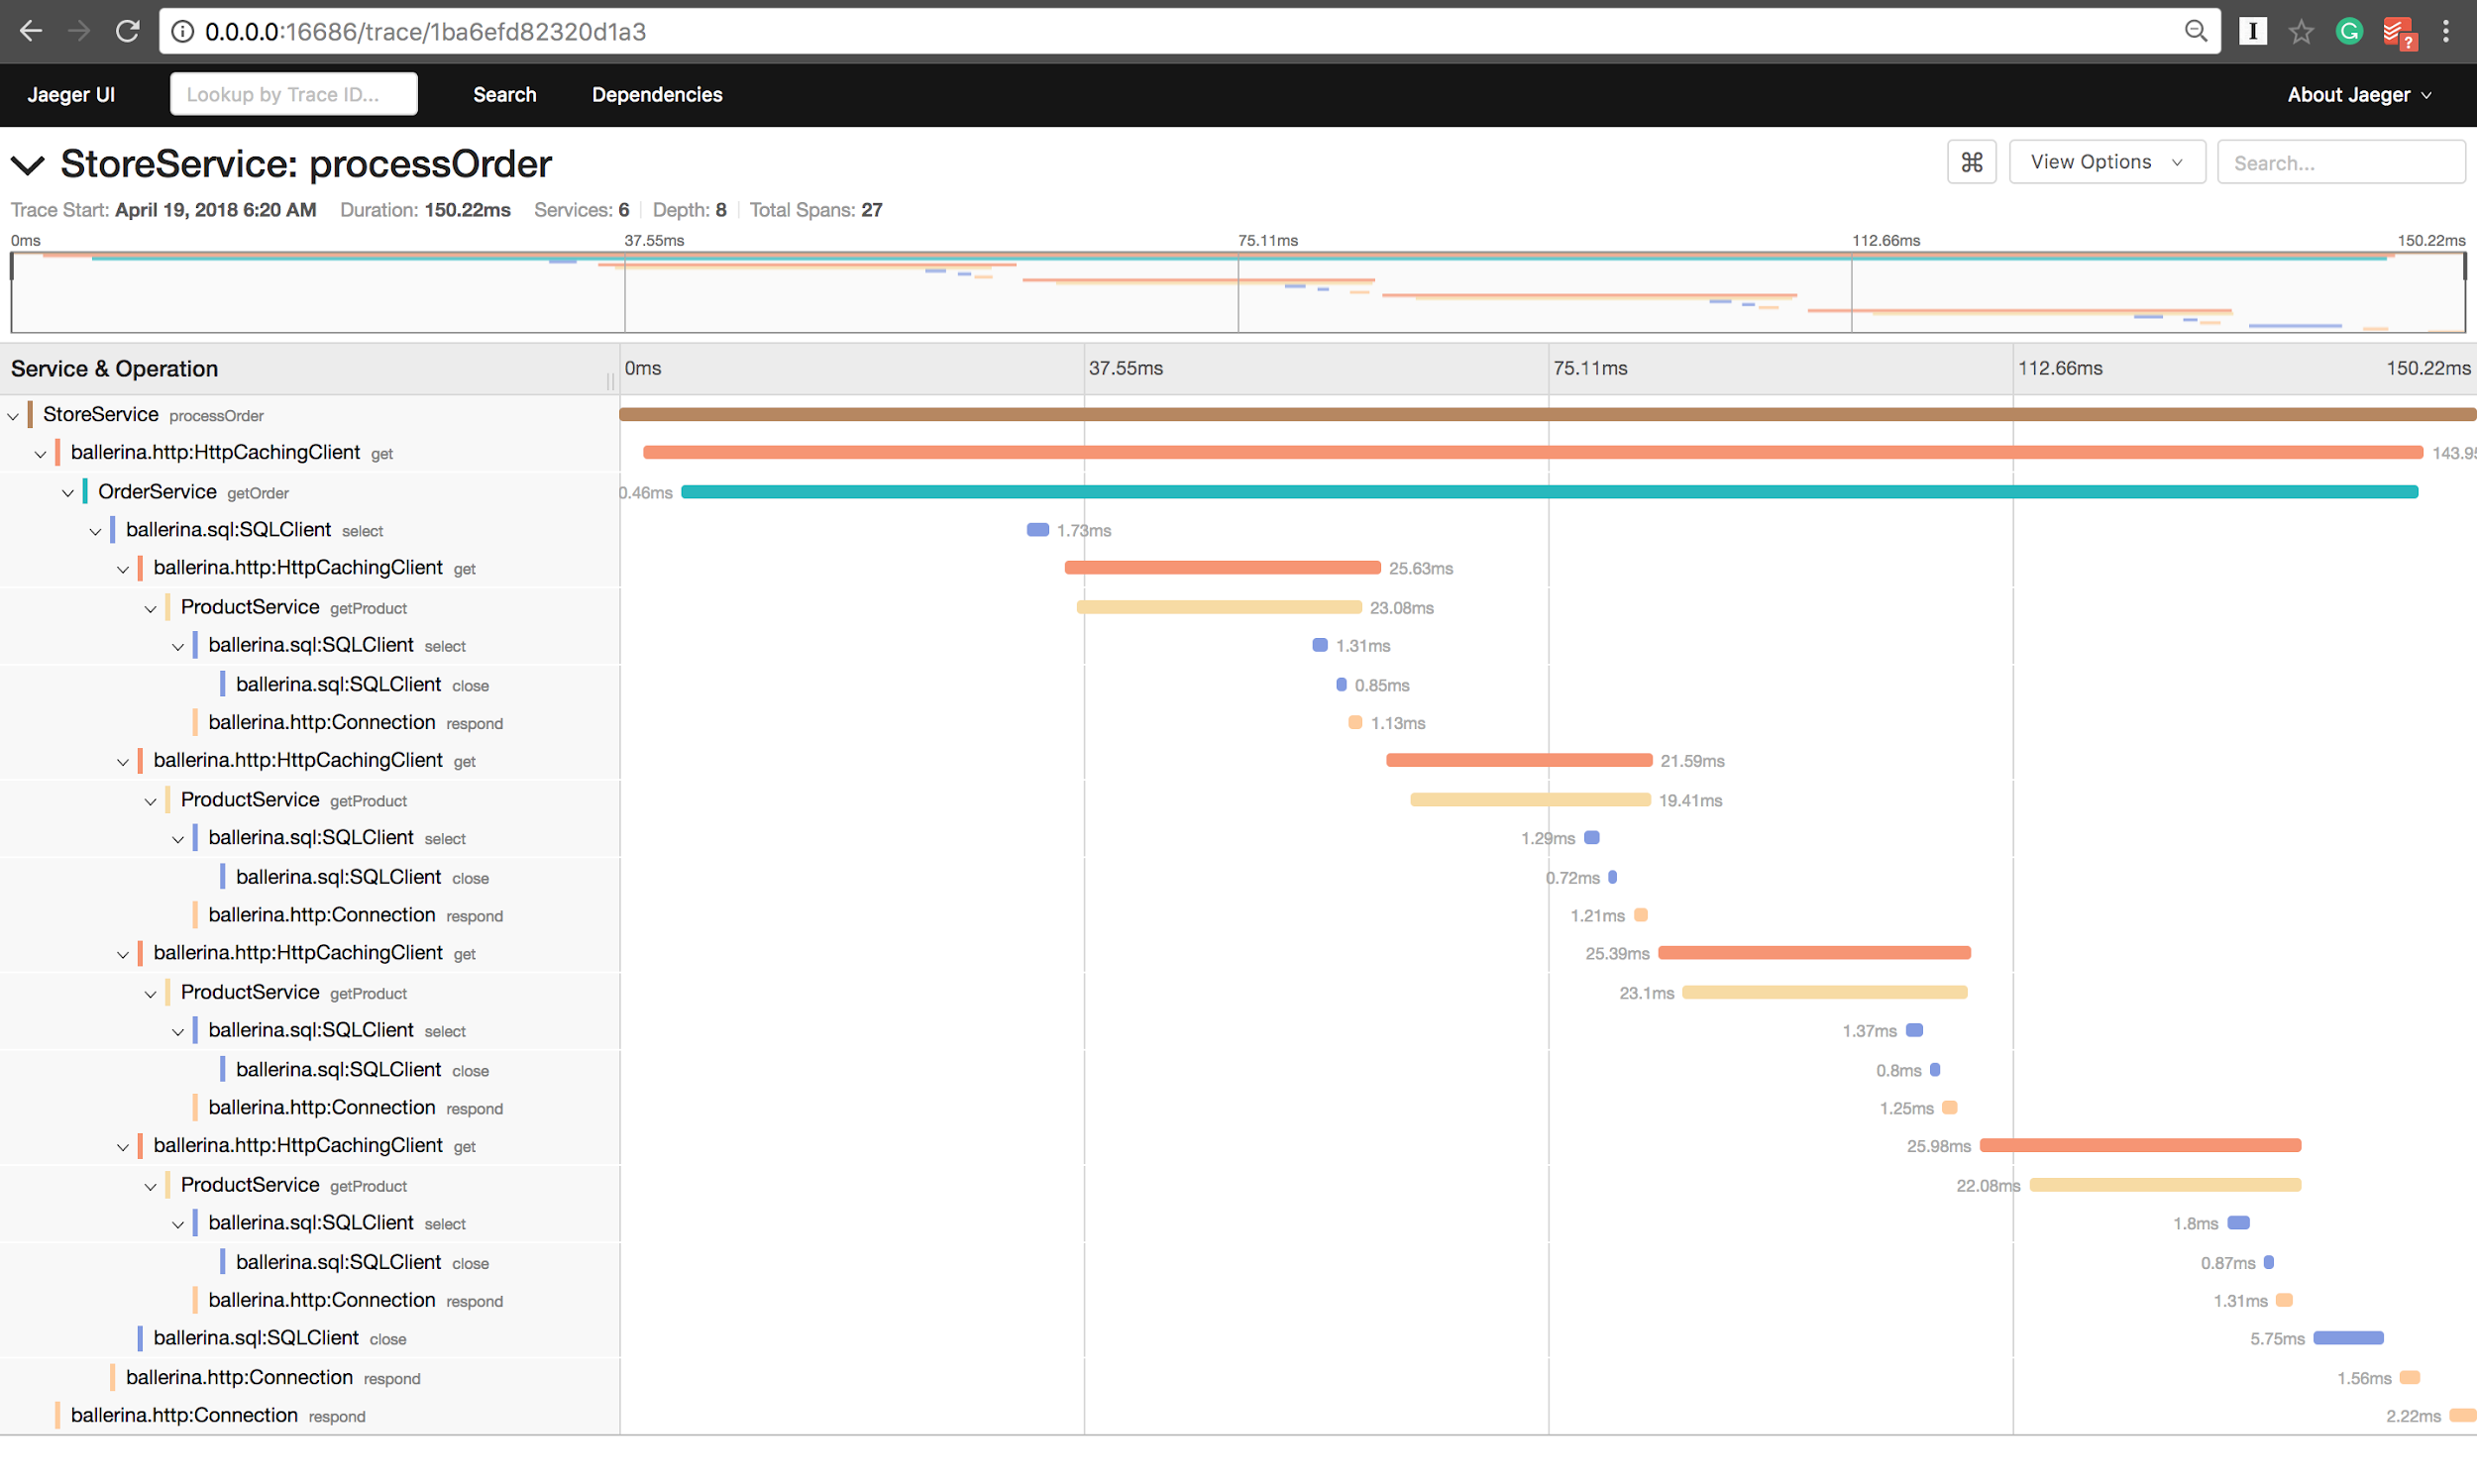 0.0.0.0:16686/trace/1ba6efd82320d1a3
Jaeger UI Lookup by Trace ID... Search Dependencies About Jaeger
StoreService: processOrder View Options Search...
Trace Start: April 19, 2018 6:20 AM Duration: 150.22ms Services: 6 Depth: 8 Total Spans: 27
0ms 37.55ms 75.11ms 112.66ms 150.22ms
Service & Operation 0ms 37.55ms 75.11ms 112.66ms 150.22ms
StoreService processOrder
ballerina.http:HttpCachingClient get 143.95
OrderService getOrder 0.46ms
ballerina.sql:SQLClient select 1.73ms
ballerina.http:HttpCachingClient get 25.63ms
ProductService getProduct 23.08ms
ballerina.sql:SQLClient select 1.31ms
ballerina.sql:SQLClient close 0.85ms
ballerina.http:Connection respond 1.13ms
ballerina.http:HttpCachingClient get 21.59ms
ProductService getProduct 19.41ms
ballerina.sql:SQLClient select 1.29ms
ballerina.sql:SQLClient close 0.72ms
ballerina.http:Connection respond 1.21ms
ballerina.http:HttpCachingClient get 25.39ms
ProductService getProduct 23.1ms
ballerina.sql:SQLClient select 1.37ms
ballerina.sql:SQLClient close 0.8ms
ballerina.http:Connection respond 1.25ms
ballerina.http:HttpCachingClient get 25.98ms
ProductService getProduct 22.08ms
ballerina.sql:SQLClient select 1.8ms
ballerina.sql:SQLClient close 0.87ms
ballerina.http:Connection respond 1.31ms
ballerina.sql:SQLClient close 5.75ms
ballerina.http:Connection respond 1.56ms
ballerina.http:Connection respond 2.22ms